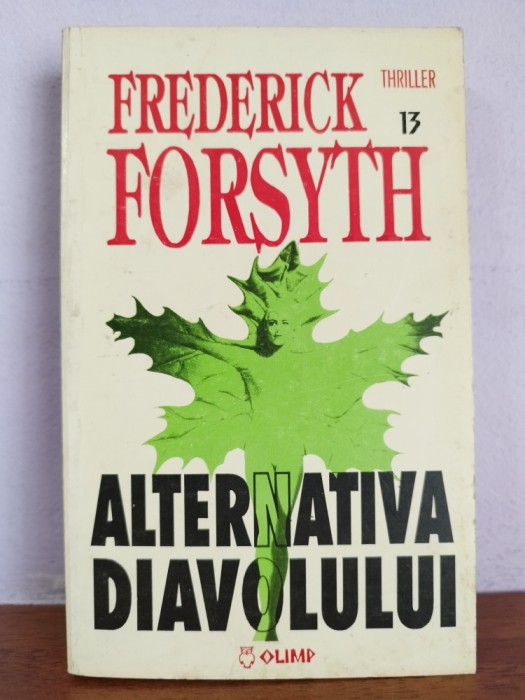 FREDERICK
THRILLER
13
FORSYTH
ALTERNATIVA
DIAVOLULUI
OLIMP